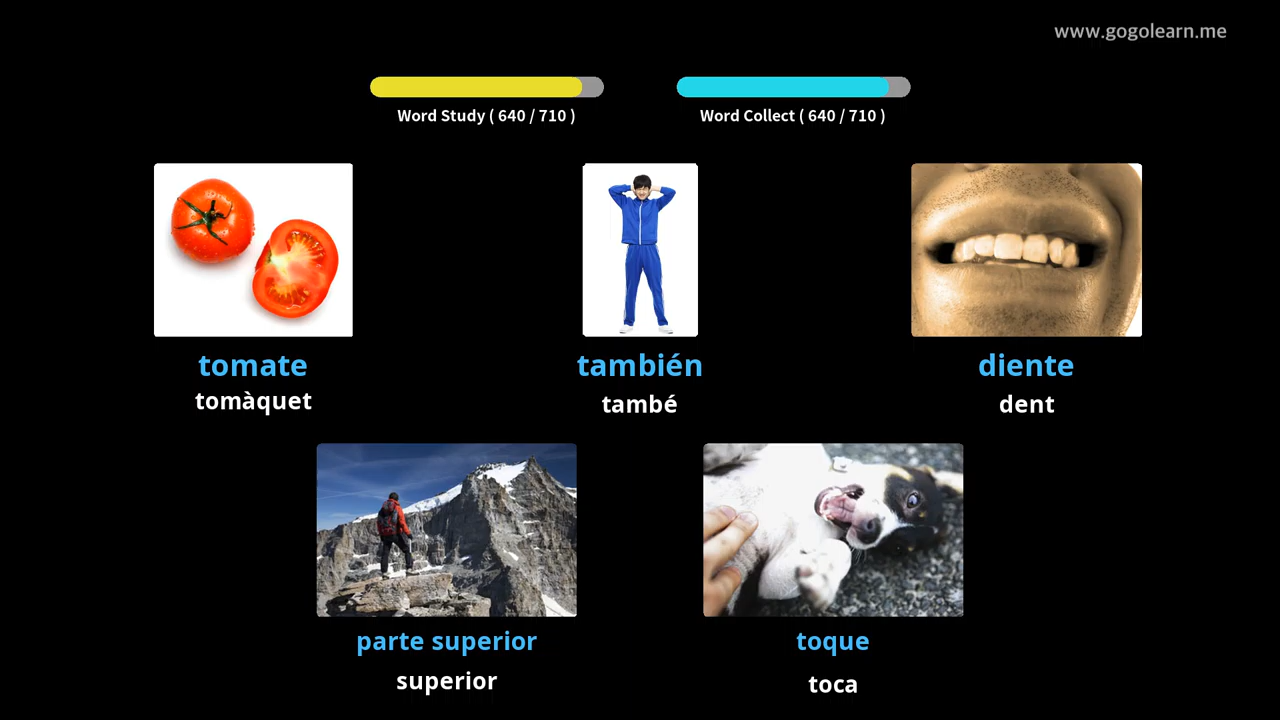 www.gogolearn.me
Word Study ( 640 / 710 )
Word Collect ( 640 / 710 )
tomate
tomàquet
también
també
diente
dent
parte superior
superior
toque
toca